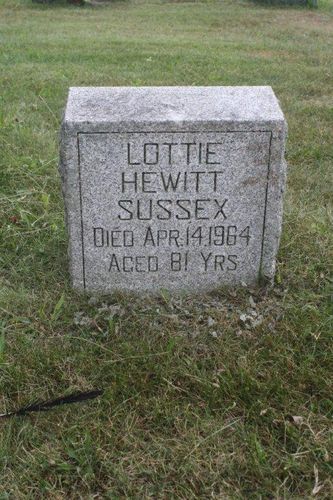 LOTTIE
HEWITT
SUSSEX
DIED APR. 14. 1964
AGED 81 YRS